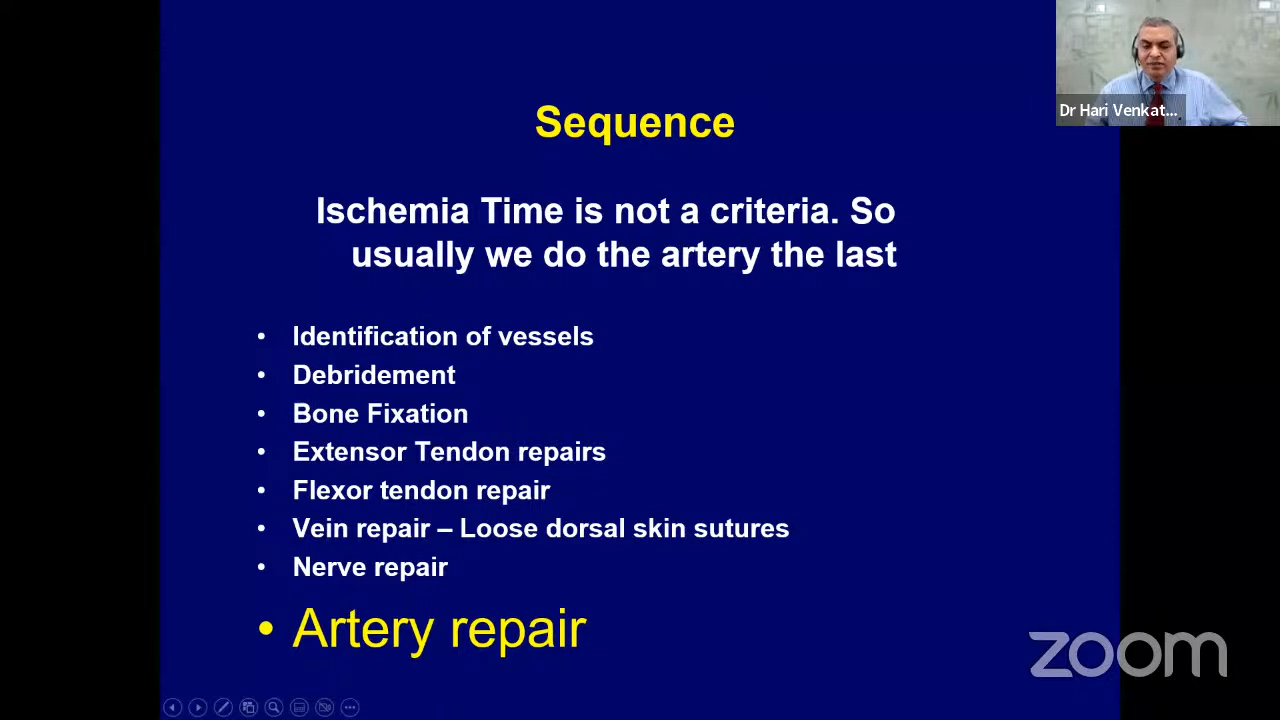 Dr Hari Venkat...
Sequence
Ischemia Time is not a criteria. So
usually we do the artery the last
• Identification of vessels
• Debridement
• Bone Fixation
• Extensor Tendon repairs
• Flexor tendon repair
• Vein repair – Loose dorsal skin sutures
• Nerve repair
• Artery repair
zoom